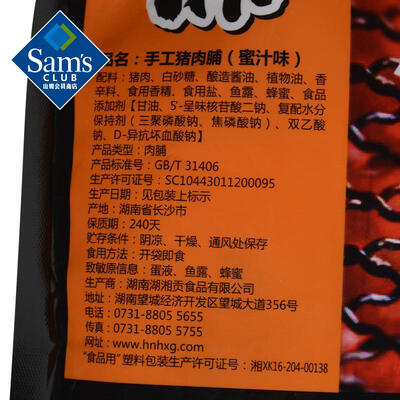 Sam's
CLUB
山姆会员商店
品名：手工猪肉脯（蜜汁味）
配料：猪肉、白砂糖、酿造酱油、植物油、香
辛料、食用香精、食用盐、鱼露、蜂蜜、食品
添加剂【甘油、5'-呈味核苷酸二钠、复配水分
保持剂（三聚磷酸钠、焦磷酸钠）、双乙酸
钠、D-异抗坏血酸钠】
产品类型：肉脯
产品标准号：GB/T 31406
生产许可证号：SC10443011200095
生产日期：见包装上标示
产地：湖南省长沙市
保质期：240天
贮存条件：阴凉、干燥、通风处保存
食用方法：开袋即食
致敏原信息：蛋液、鱼露、蜂蜜
生产商：湖南湖湘贡食品有限公司
地址：湖南望城经济开发区望城大道356号
电话：0731-8805 5655
传真：0731-8805 5755
网址：www.hnhxg.com
"食品用"塑料包装生产许可证号：湘XK16-204-00138